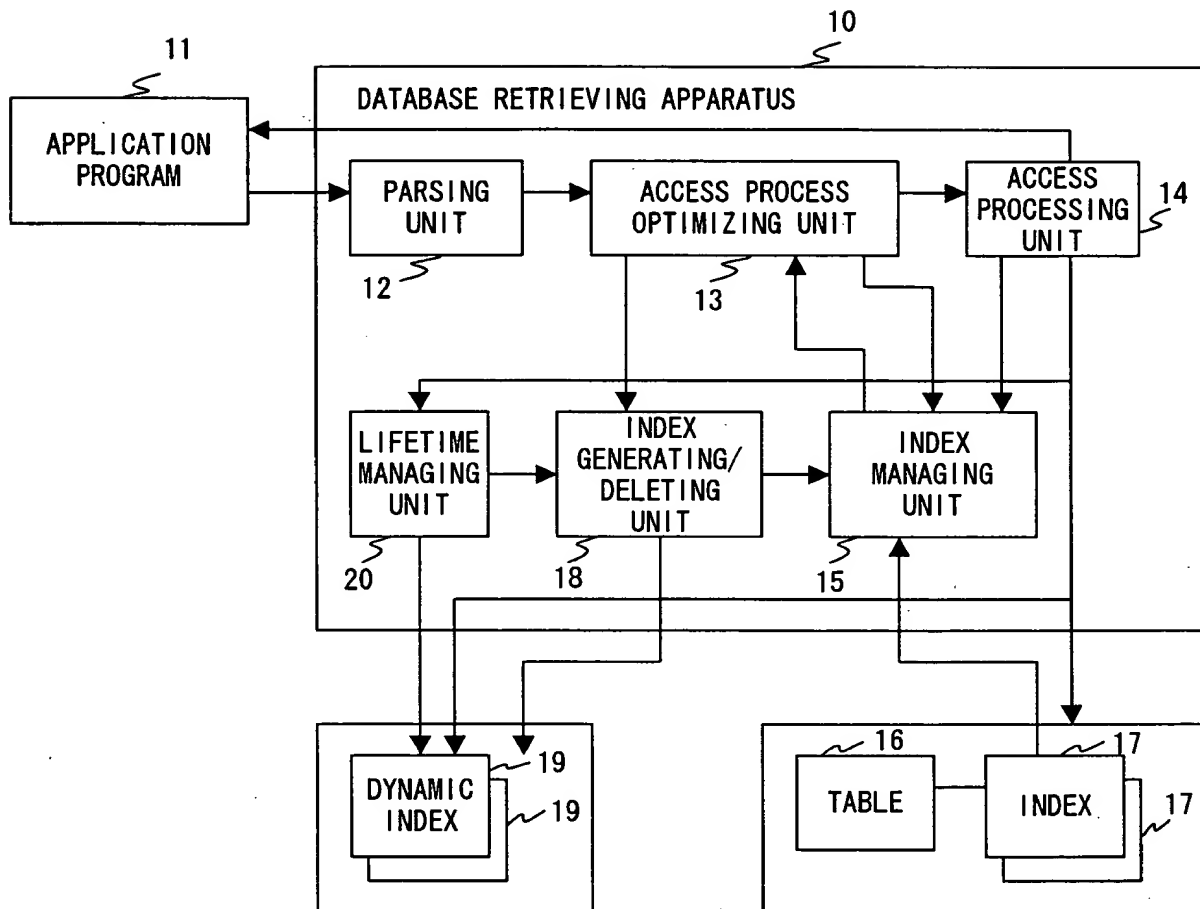 10
11
DATABASE RETRIEVING APPARATUS
APPLICATION
PROGRAM
PARSING
UNIT
12
ACCESS PROCESS
OPTIMIZING UNIT
13
ACCESS
PROCESSING
UNIT
14
LIFETIME
MANAGING
UNIT
20
INDEX
GENERATING/
DELETING
UNIT
18
INDEX
MANAGING
UNIT
15
DYNAMIC
INDEX
19
19
16
TABLE
17
INDEX
17